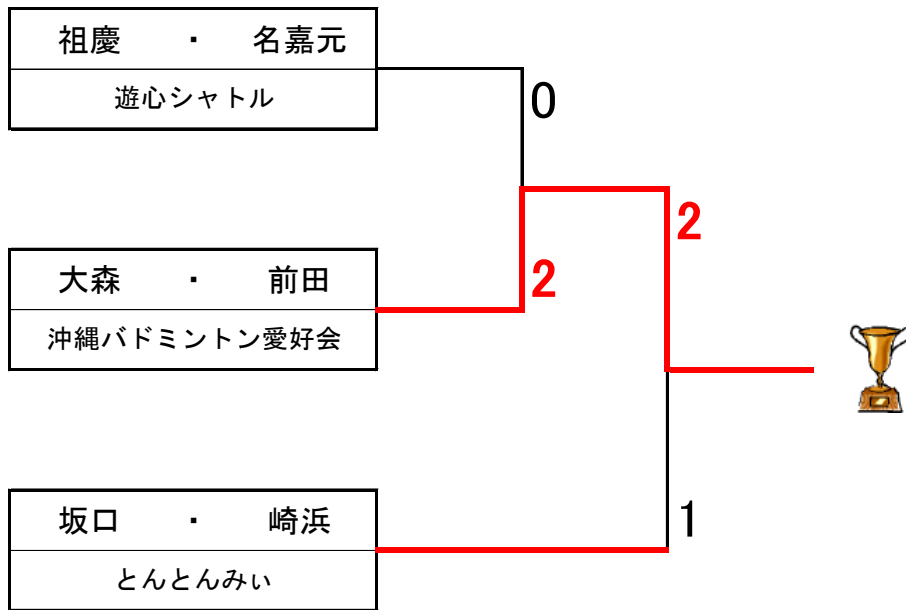 祖慶 ・ 名嘉元
遊心シャトル
0
2
2
大森 ・ 前田
沖縄バドミントン愛好会
1
坂口 ・ 崎浜
とんとんみぃ